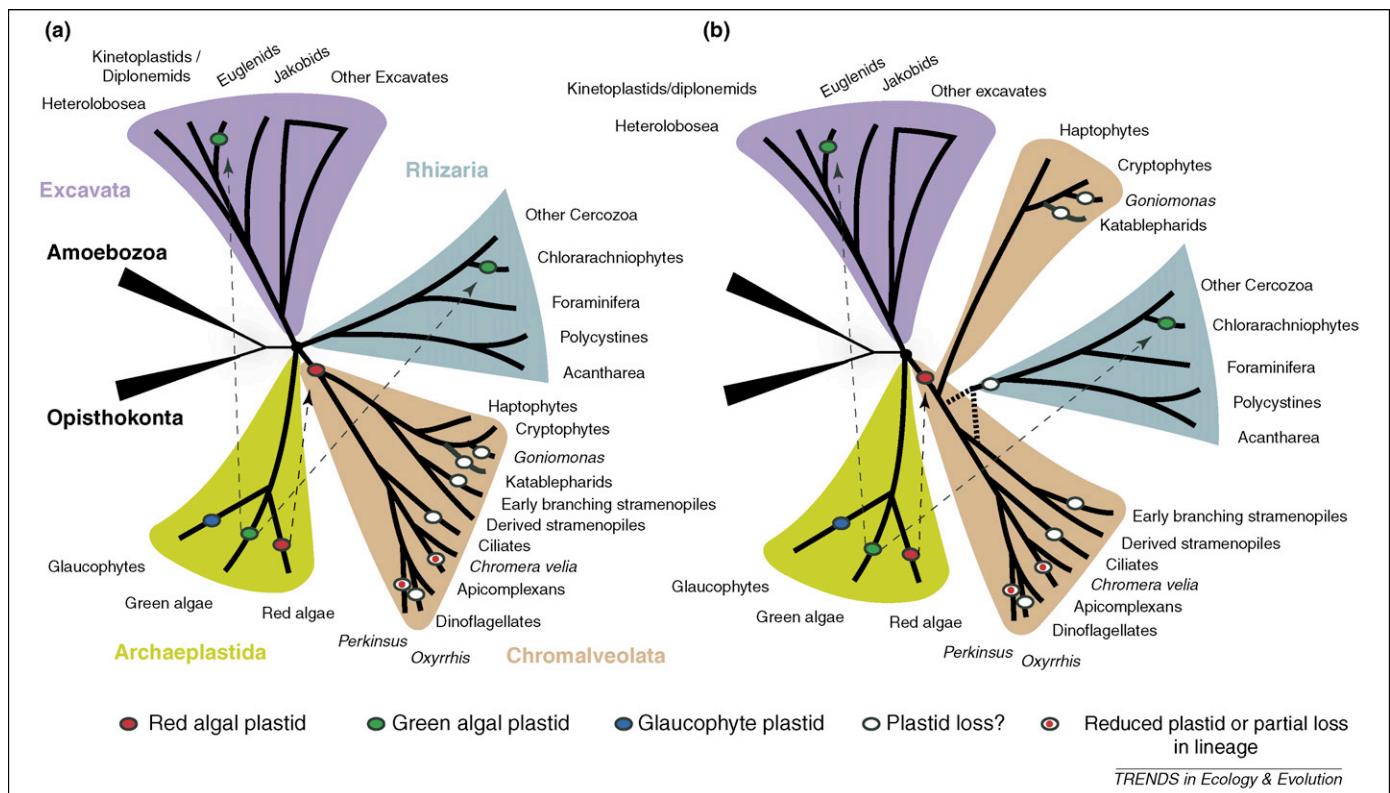 (a)
Kinetoplastids /
Diplonemids
Euglenids
Jakobids
Other Excavates
Heterolobosea
Excavata
Rhizaria
Other Cercozoa
Chlorarachniophytes
Foraminifera
Polycystines
Acantharea
Amoebozoa
Opisthokonta
Haptophytes
Cryptophytes
Goniomonas
Katablepharids
Early branching stramenopiles
Derived stramenopiles
Ciliates
Chromera velia
Apicomplexans
Dinoflagellates
Perkinsus
Oxyrrhis
Glaucophytes
Green algae
Red algae
Archaeplastida
Chromalveolata
(b)
Kinetoplastids/diplonemids
Euglenids
Jakobids
Other excavates
Heterolobosea
Haptophytes
Cryptophytes
Goniomonas
Katablepharids
Other Cercozoa
Chlorarachniophytes
Foraminifera
Polycystines
Acantharea
Early branching stramenopiles
Derived stramenopiles
Ciliates
Chromera velia
Apicomplexans
Dinoflagellates
Perkinsus
Oxyrrhis
Glaucophytes
Green algae
Red algae
Red algal plastid
Green algal plastid
Glaucophyte plastid
Plastid loss?
Reduced plastid or partial loss
in lineage
TRENDS in Ecology & Evolution